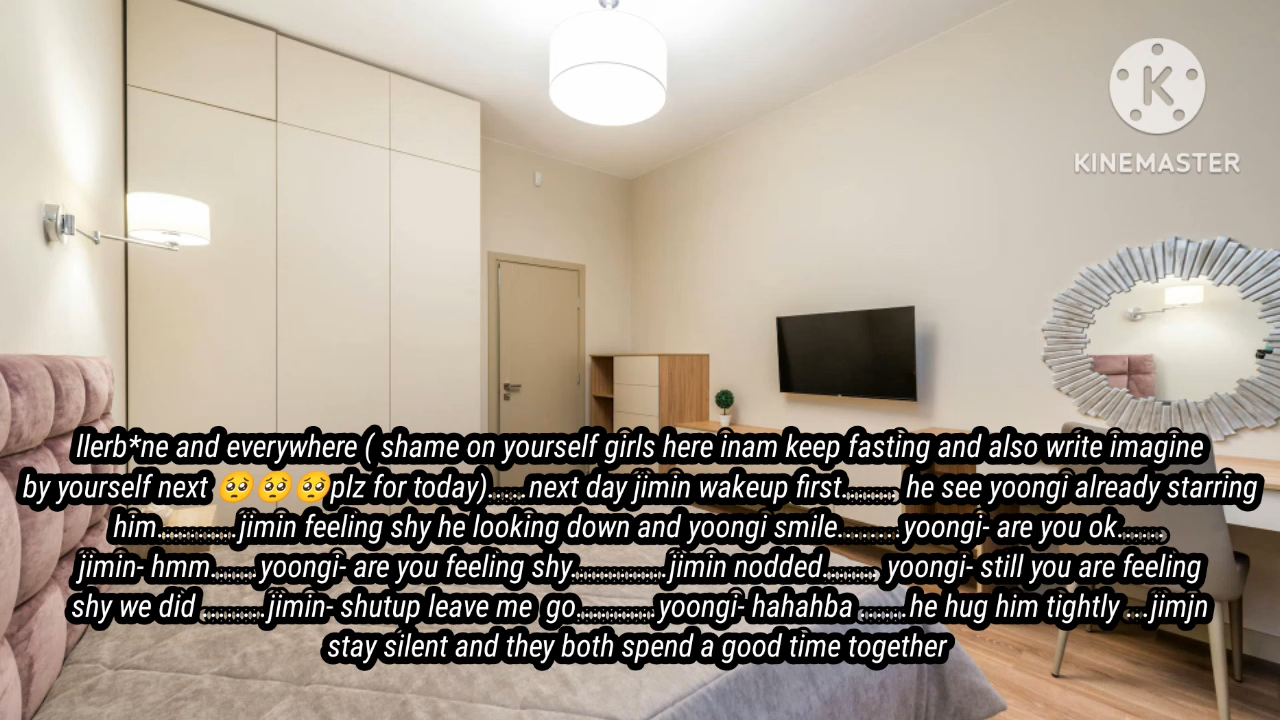 KINEMASTER
llerb*ne and everywhere ( shame on yourself girls here inam keep fasting and also write imagine
by yourself next 🥺🥺🥺plz for today)......next day jimin wakeup first.......... he see yoongi already starring
him..............jimin feeling shy he looking down and yoongi smile..........yoongi- are you ok.........
jimin- hmm.........yoongi- are you feeling shy.................jimin nodded.......... yoongi- still you are feeling
shy we did ............jimin- shutup leave me go..............yoongi- hahahba .........he hug him tightly ....jimjn
stay silent and they both spend a good time together